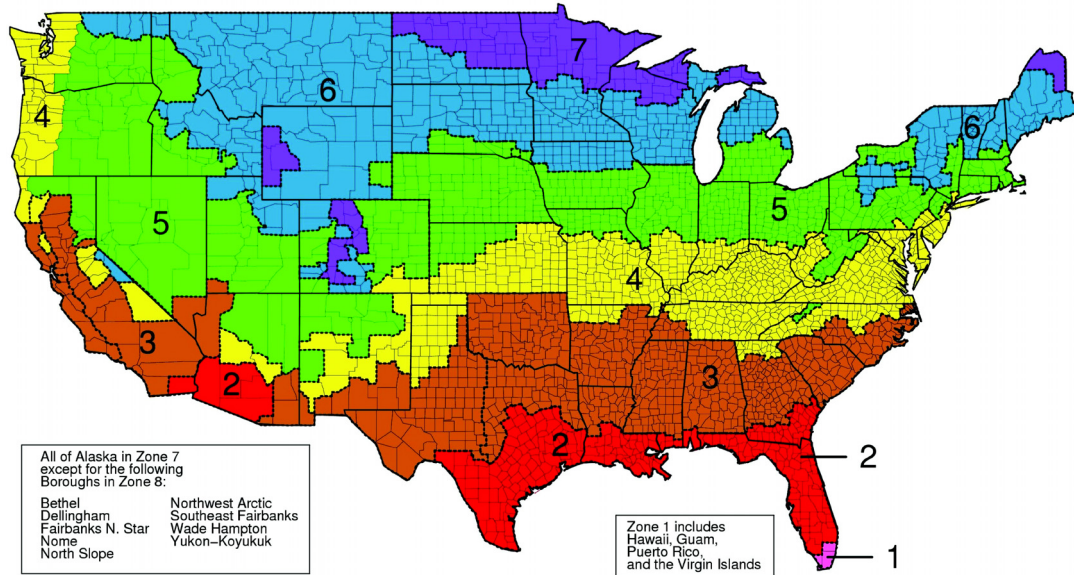 7
6
4
6
5
5
4
3
3
2
2
2
1
All of Alaska in Zone 7
except for the following
Boroughs in Zone 8:
Bethel
Dellingham
Fairbanks N. Star
Nome
North Slope
Northwest Arctic
Southeast Fairbanks
Wade Hampton
Yukon-Koyukuk
Zone 1 includes
Hawaii, Guam,
Puerto Rico,
and the Virgin Islands